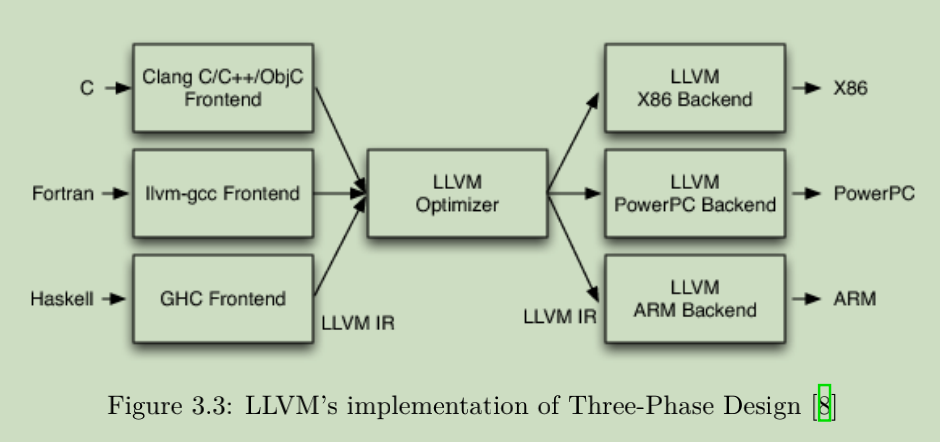 C
Clang C/C++/ObjC
Frontend
LLVM
X86 Backend
X86
Fortran
llvm-gcc Frontend
LLVM
Optimizer
LLVM
PowerPC Backend
PowerPC
Haskell
GHC Frontend
LLVM IR
LLVM IR
LLVM
ARM Backend
ARM
Figure 3.3: LLVM's implementation of Three-Phase Design [8]